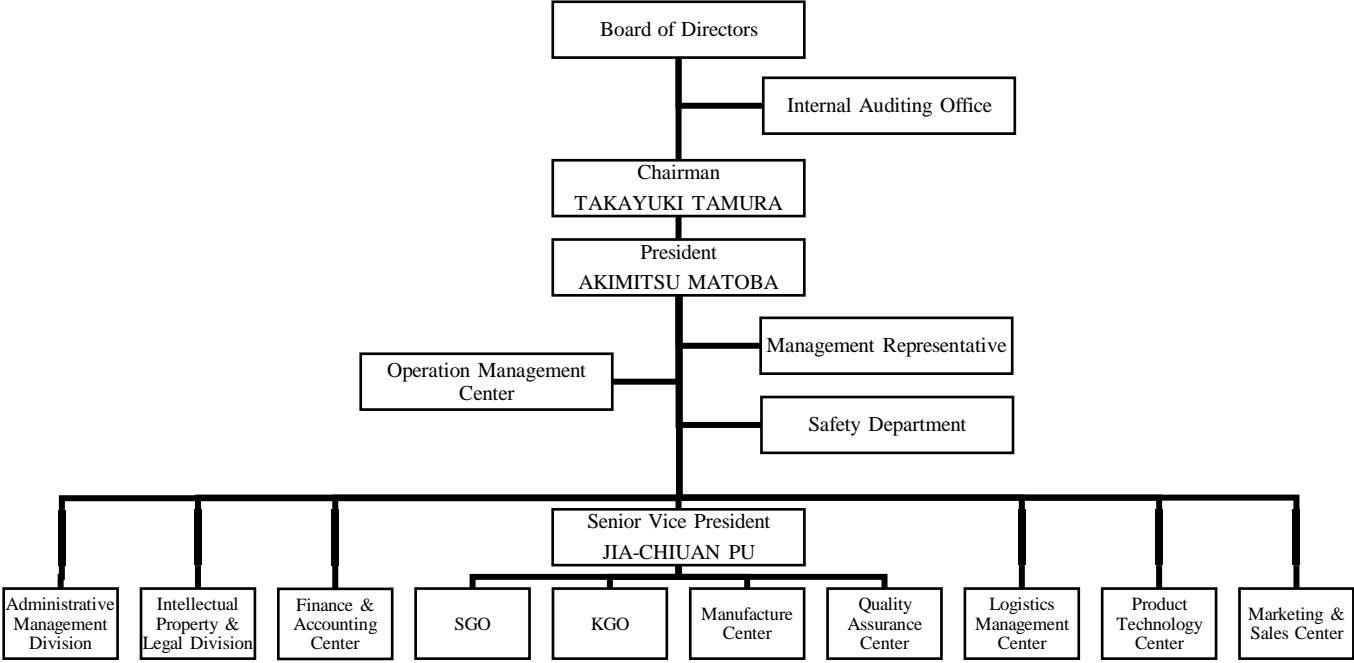 Board of Directors
Internal Auditing Office
Chairman
TAKAYUKI TAMURA
President
AKIMITSU MATOBA
Management Representative
Operation Management
Center
Safety Department
Senior Vice President
JIA-CHIUAN PU
Administrative
Management
Division
Intellectual
Property &
Legal Division
Finance &
Accounting
Center
SGO
KGO
Manufacture
Center
Quality
Assurance
Center
Logistics
Management
Center
Product
Technology
Center
Marketing &
Sales Center